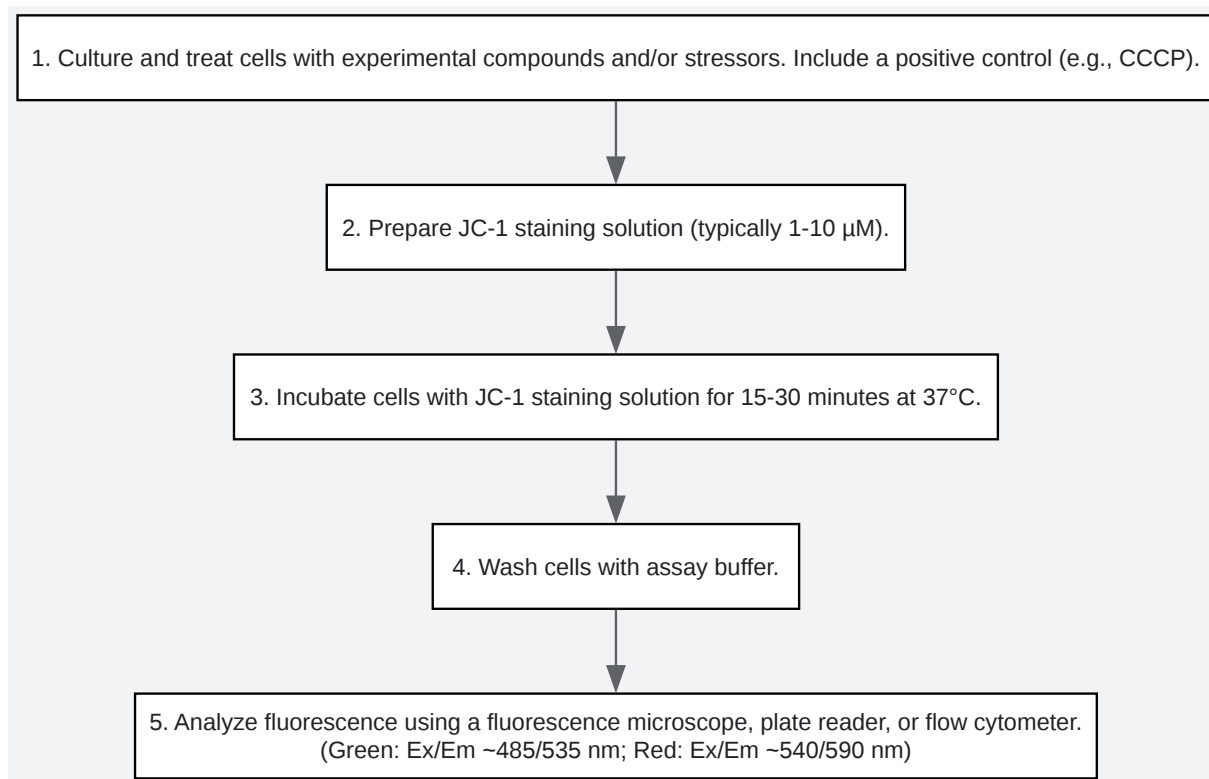 1. Culture and treat cells with experimental compounds and/or stressors. Include a positive control (e.g., CCCP).
2. Prepare JC-1 staining solution (typically 1-10 µM).
3. Incubate cells with JC-1 staining solution for 15-30 minutes at 37°C.
4. Wash cells with assay buffer.
5. Analyze fluorescence using a fluorescence microscope, plate reader, or flow cytometer.
(Green: Ex/Em ~485/535 nm; Red: Ex/Em ~540/590 nm)